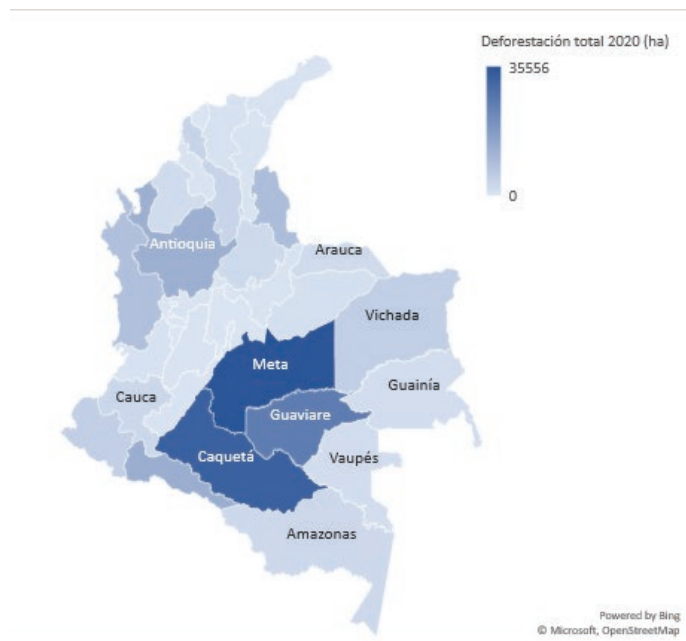 Deforestación total 2020 (ha)
35556
0
Antioquia
Arauca
Vichada
Meta
Guainía
Cauca
Guaviare
Caquetá
Vaupés
Amazonas
Powered by Bing
© Microsoft, OpenStreetMap